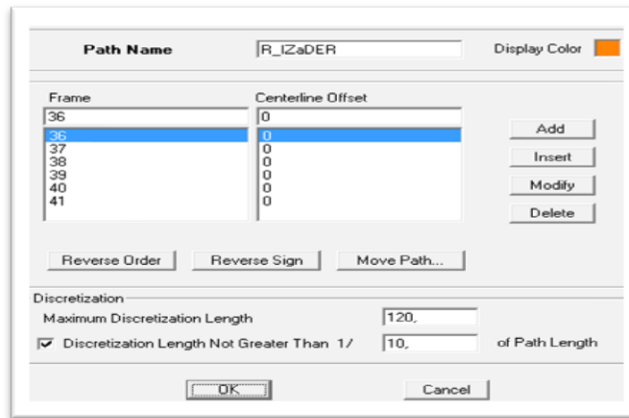 Path Name R_IZaDER Display Color
Frame Centerline Offset
36 0
36 0 Add
37 0
38 0 Insert
39 0
40 0 Modify
41 0
Delete
Reverse Order Reverse Sign Move Path...
Discretization
Maximum Discretization Length 120,
Discretization Length Not Greater Than 1/ 10, of Path Length
OK Cancel